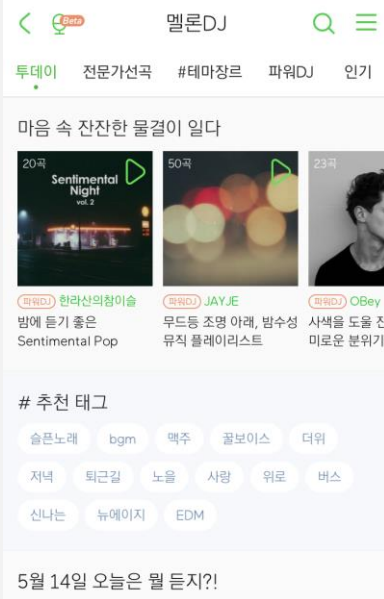 Beta
멜론DJ
투데이 전문가선곡 #테마장르 파워DJ 인기
마음 속 잔잔한 물결이 일다
20곡
Sentimental
Night
vol. 2
50곡
23곡
파워DJ 한라산의참이슬
밤에 듣기 좋은
Sentimental Pop
파워DJ JAYJE
무드등 조명 아래, 밤수성
뮤직 플레이리스트
파워DJ OBey
사색을 도울 잔
미로운 분위기
# 추천 태그
슬픈노래 bgm 맥주 꿀보이스 더위
저녁 퇴근길 노을 사랑 위로 버스
신나는 뉴에이지 EDM
5월 14일 오늘은 뭘 듣지?!